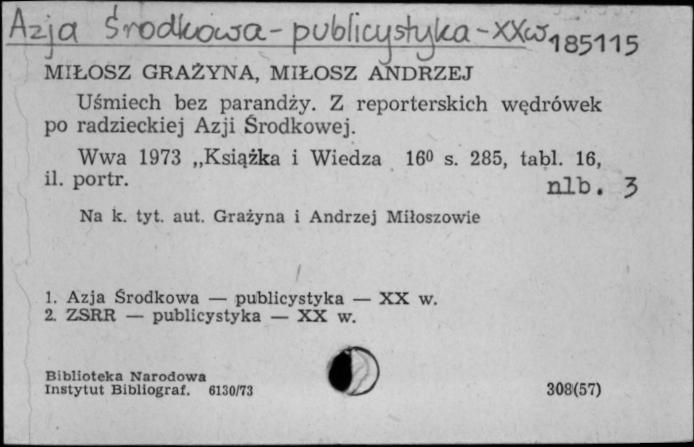 Azja Środkowa - publicystyka - XXw.
185115
MIŁOSZ GRAŻYNA, MIŁOSZ ANDRZEJ
Uśmiech bez parandży. Z reporterskich wędrówek
po radzieckiej Azji Środkowej.
Wwa 1973 „Książka i Wiedza 16⁰ s. 285, tabl. 16,
il. portr.
nlb. 3
Na k. tyt. aut. Grażyna i Andrzej Miłoszowie
1. Azja Środkowa — publicystyka — XX w.
2. ZSRR — publicystyka — XX w.
Biblioteka Narodowa
Instytut Bibliograf. 6130/73
308(57)